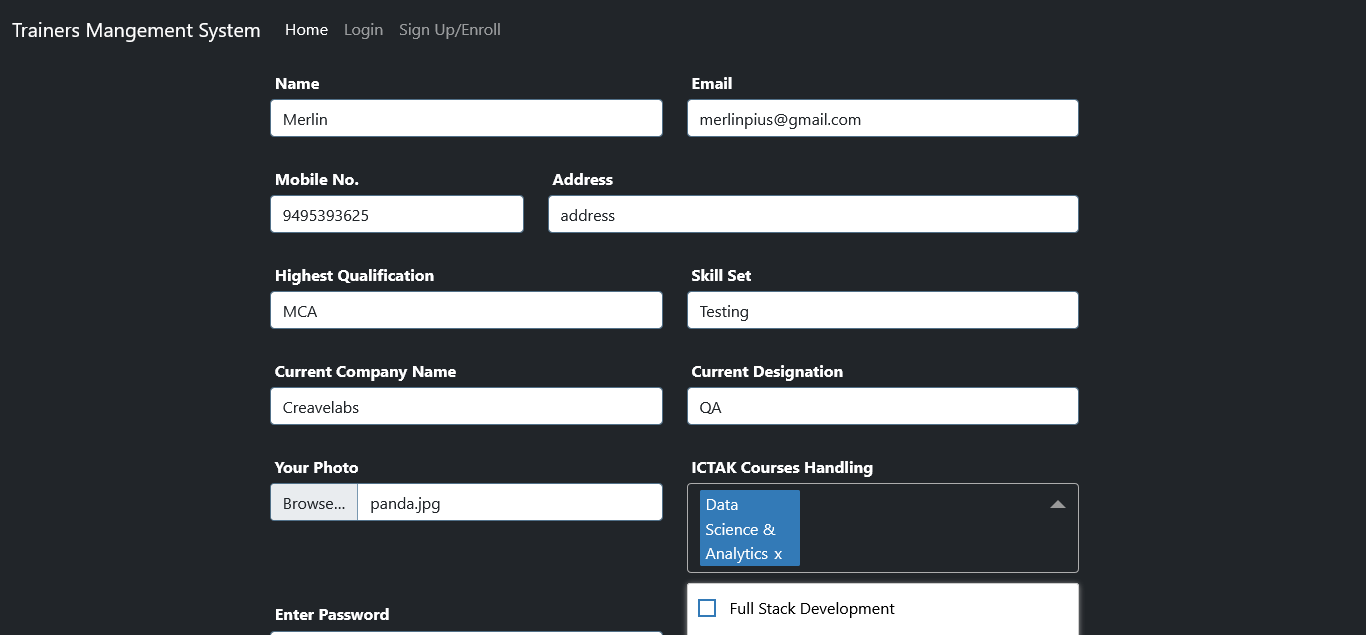 Trainers Mangement System Home Login Sign Up/Enroll
Name Email
Merlin merlinpius@gmail.com
Mobile No. Address
9495393625 address
Highest Qualification Skill Set
MCA Testing
Current Company Name Current Designation
Creavelabs QA
Your Photo ICTAK Courses Handling
Browse... panda.jpg Data
Science &
Analytics x
Enter Password Full Stack Development